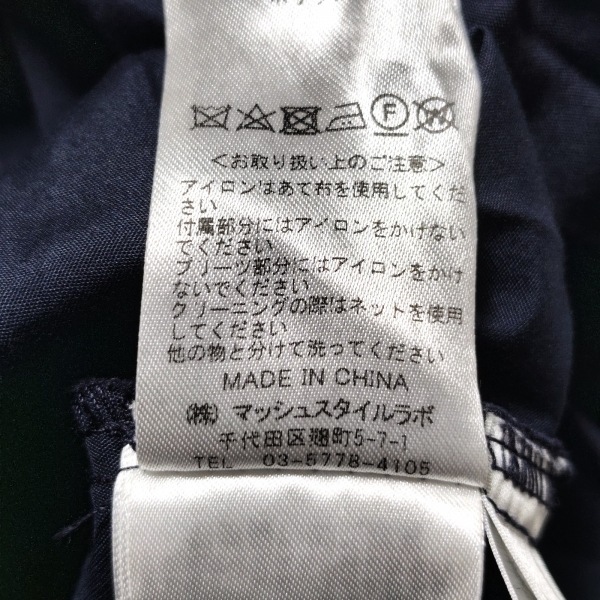 F
W
<お取り扱い上のご注意>
アイロンはあて布を使用してくだ
さい
付属部分にはアイロンをかけない
でください
プリーツ部分にはアイロンをかけ
ないでください
クリーニングの際はネットを使用
してください
他の物と分けて洗ってください
MADE IN CHINA
(株) マッシュスタイルラボ
千代田区麹町5-7-1
TEL 03-5778-4105